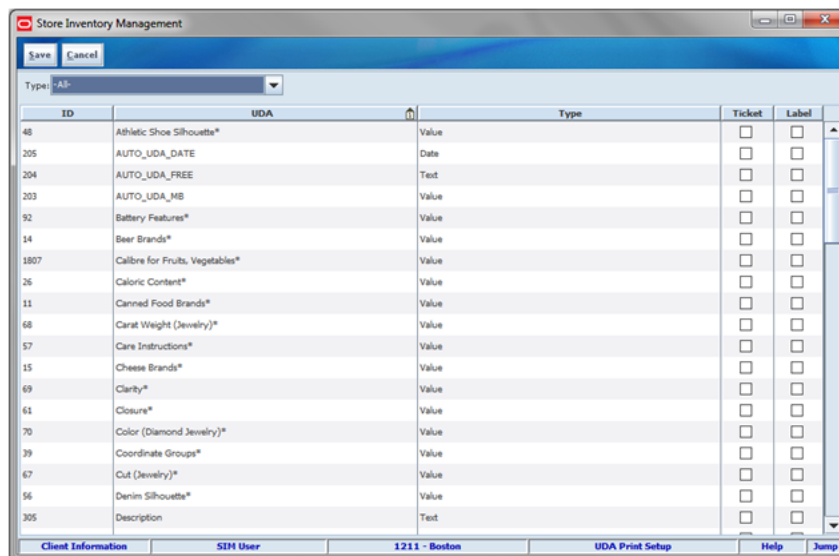 Store Inventory Management
Save Cancel
Type: -All-
ID UDA Type Ticket Label
48 Athletic Shoe Silhouette* Value
205 AUTO_UDA_DATE Date
204 AUTO_UDA_FREE Text
203 AUTO_UDA_MB Value
92 Battery Features* Value
14 Beer Brands* Value
1807 Calibre for Fruits, Vegetables* Value
26 Caloric Content* Value
11 Canned Food Brands* Value
68 Carat Weight (Jewelry)* Value
57 Care Instructions* Value
15 Cheese Brands* Value
69 Clarity* Value
61 Closure* Value
70 Color (Diamond Jewelry)* Value
39 Coordinate Groups* Value
67 Cut (Jewelry)* Value
56 Denim Silhouette* Value
305 Description Text
Client Information SIM User 1211 - Boston UDA Print Setup Help Jump